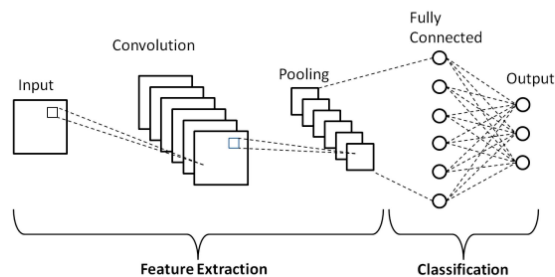 Input
Convolution
Pooling
Fully
Connected
Output
Feature Extraction
Classification